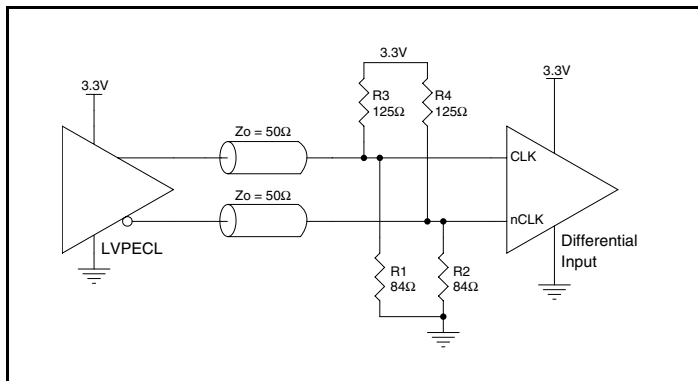 3.3V
3.3V
3.3V
R3
125Ω
R4
125Ω
Zo = 50Ω
CLK
Zo = 50Ω
nCLK
LVPECL
Differential
Input
R1
84Ω
R2
84Ω